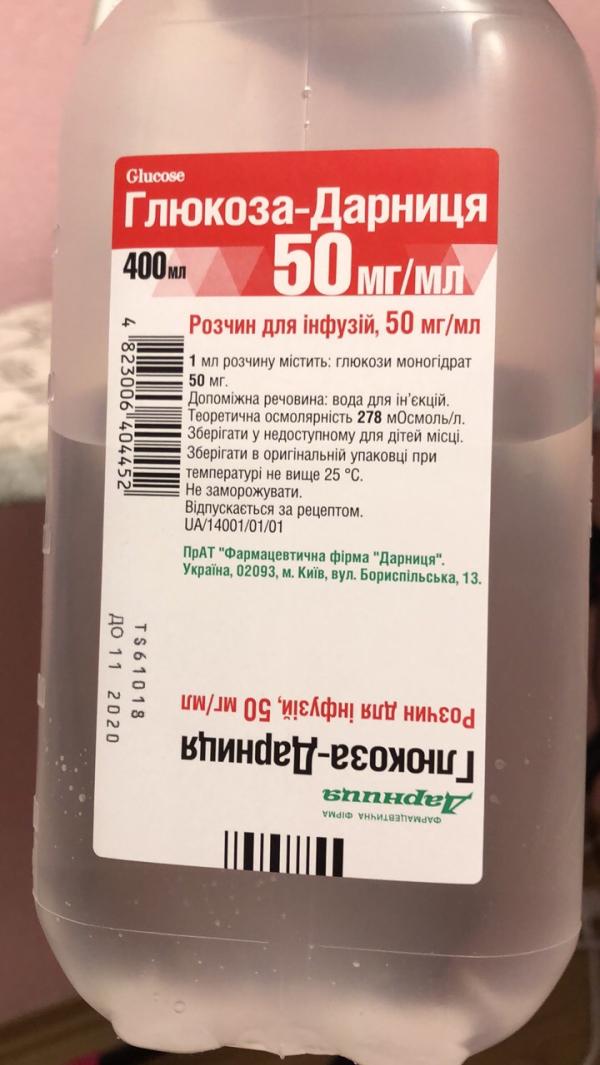 Glucose
Глюкоза-Дарниця
400мл
50 мг/мл
Розчин для інфузій, 50 мг/мл
1 мл розчину містить: глюкози моногідрат
50 мг.
Допоміжна речовина: вода для ін'єкцій.
Теоретична осмолярність 278 мОсмоль/л.
Зберігати у недоступному для дітей місці.
Зберігати в оригінальній упаковці при
температурі не вище 25 °С.
Не заморожувати.
Відпускається за рецептом.
UA/14001/01/01
ПрАТ "Фармацевтична фірма "Дарниця".
Україна, 02093, м. Київ, вул. Бориспільська, 13.
4 823006 404452
TS61018
ДО 11 2020
ФАРМАЦЕВТИЧНА ФІРМА
Дарниця
Глюкоза-Дарниця
Розчин для інфузій, 50 мг/мл